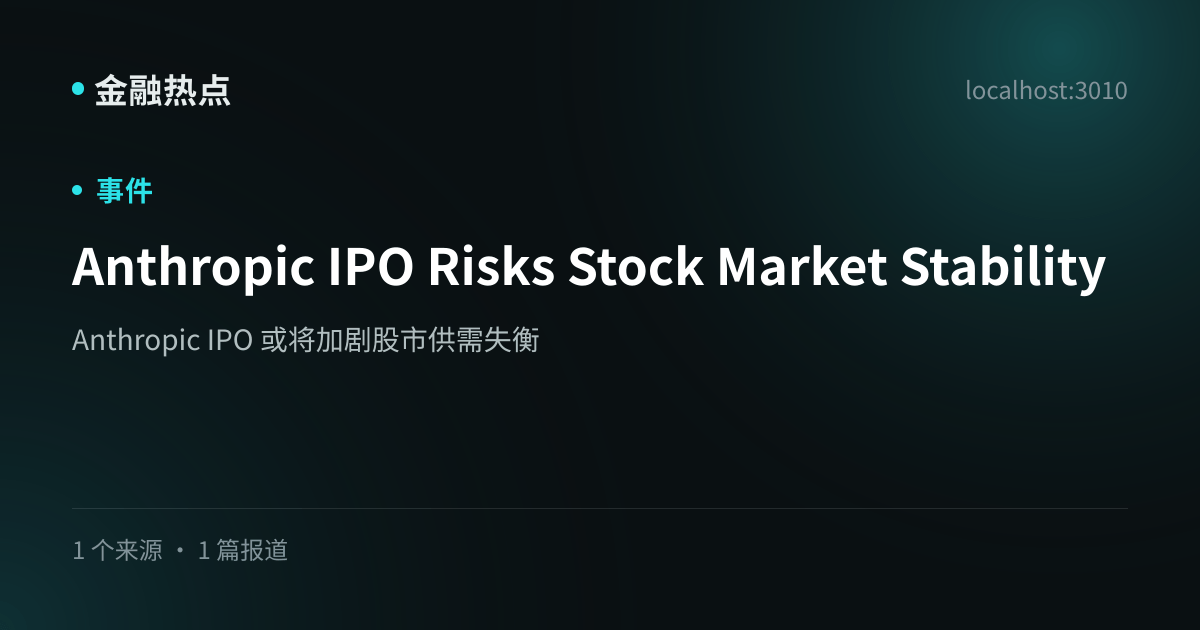 金融热点
localhost:3010
事件
Anthropic IPO Risks Stock Market Stability
Anthropic IPO 或将加剧股市供需失衡
1 个来源 · 1 篇报道